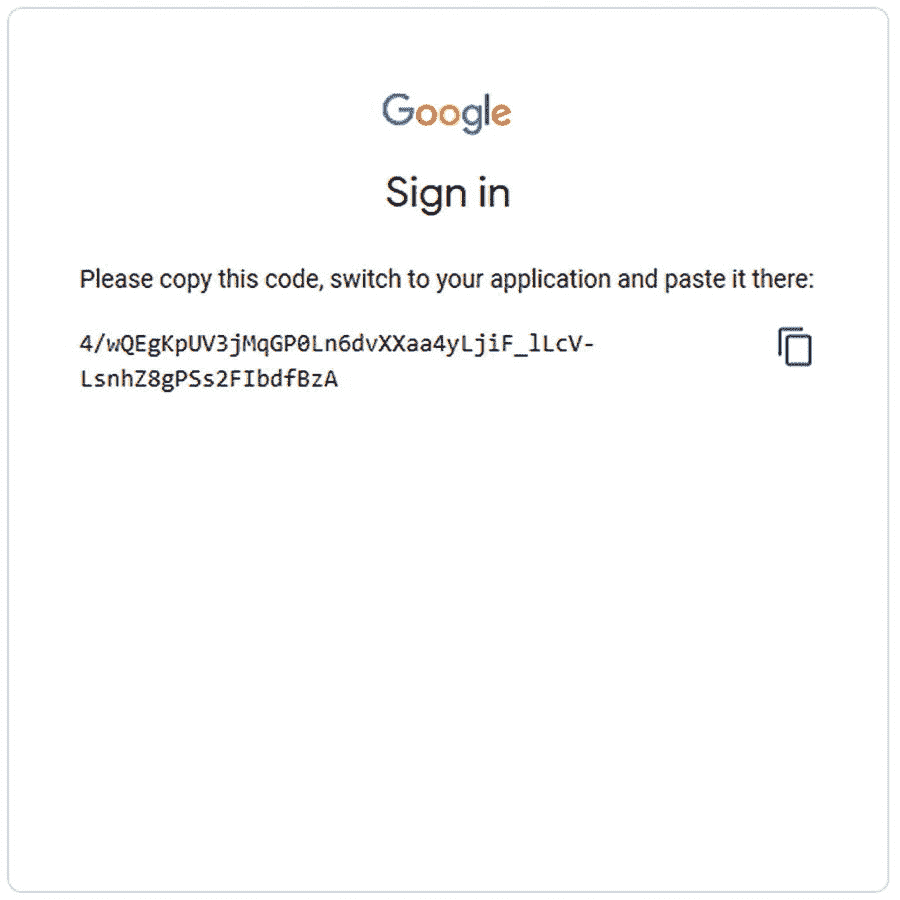 Google
Sign in
Please copy this code, switch to your application and paste it there:
4/wQEgKpUV3jMqGP0Ln6dvXXaa4yLjiF_lLcV-
LsnhZ8gPSs2FIbdfBzA